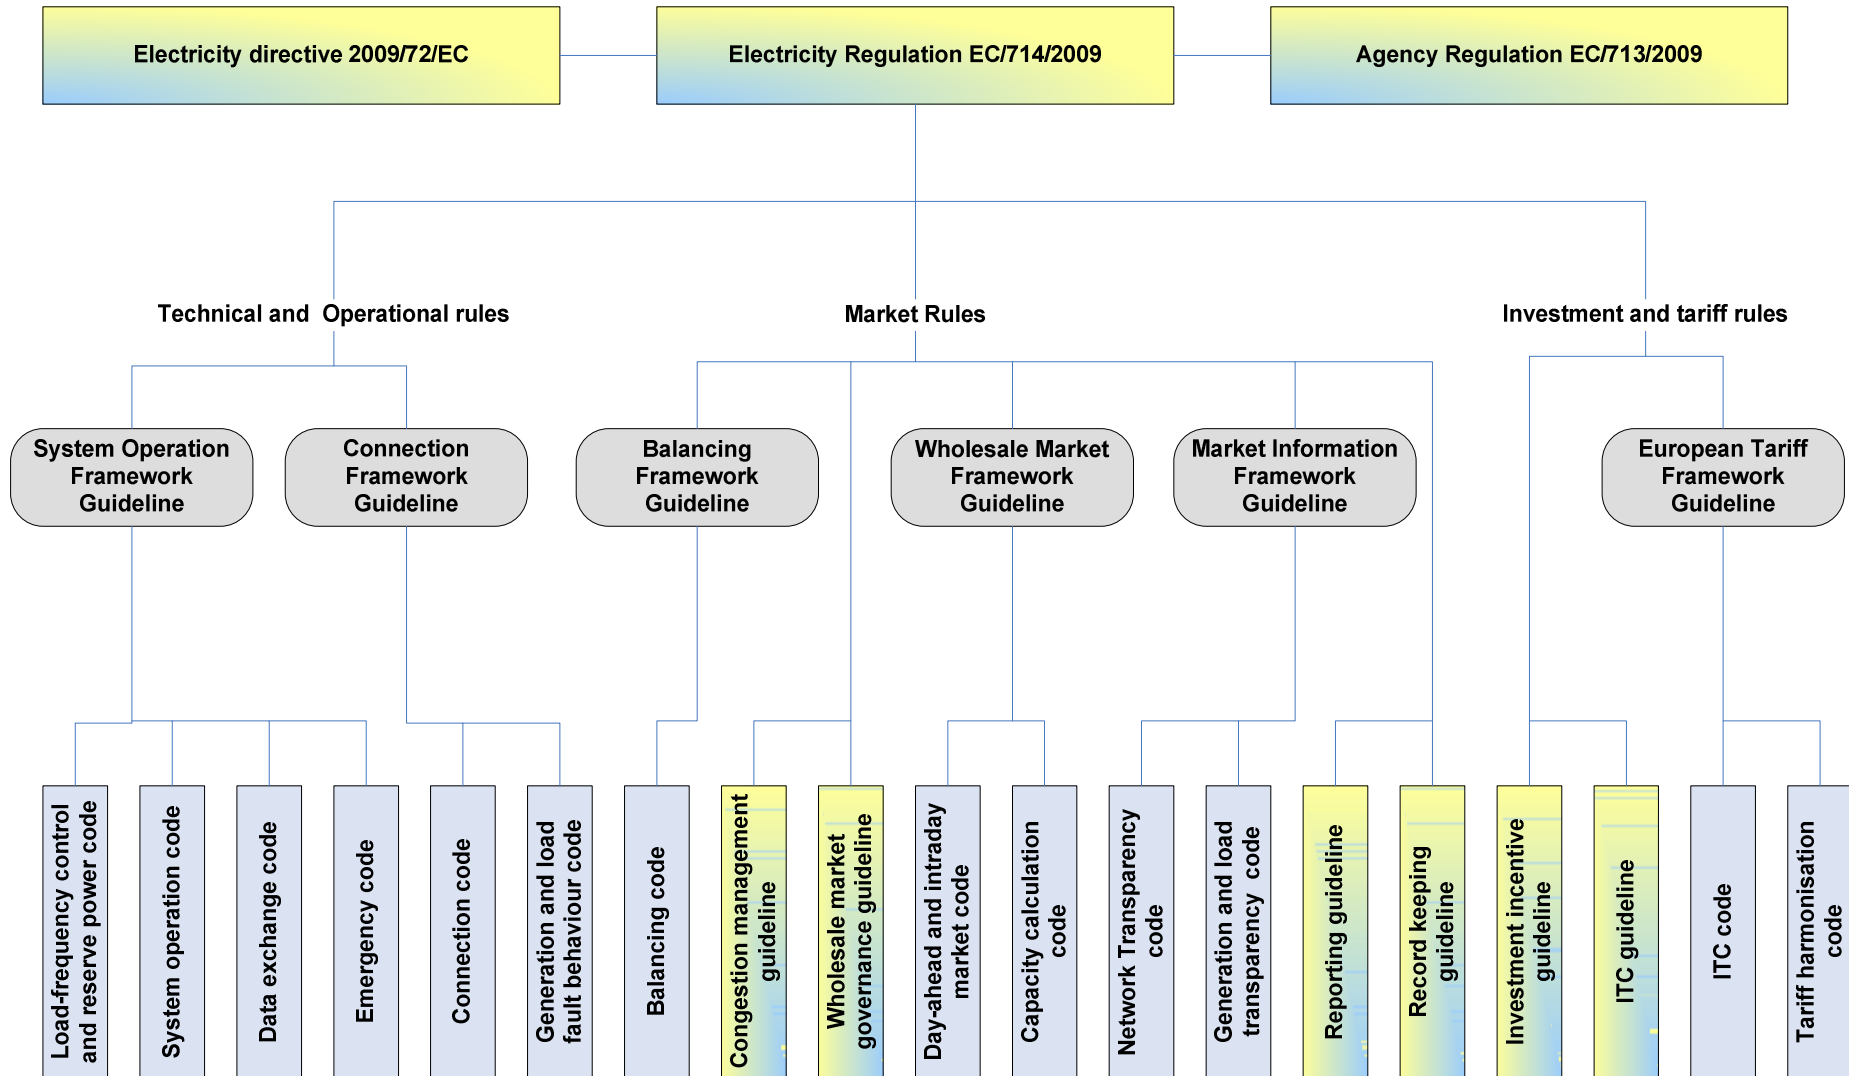 Electricity directive 2009/72/EC
Electricity Regulation EC/714/2009
Agency Regulation EC/713/2009
Technical and  Operational rules
Market Rules
Investment and tariff rules
System Operation
Framework
Guideline
Connection
Framework
Guideline
Balancing
Framework
Guideline
Wholesale Market
Framework
Guideline
Market Information
Framework
Guideline
European Tariff
Framework
Guideline
Load-frequency control
and reserve power code
System operation code
Data exchange code
Emergency code
Connection code
Generation and load
fault behaviour code
Balancing code
Congestion management
guideline
Wholesale market
governance guideline
Day-ahead and intraday
market code
Capacity calculation
code
Network Transparency
code
Generation and load
transparency  code
Reporting guideline
Record keeping
guideline
Investment incentive
guideline
ITC guideline
ITC code
Tariff harmonisation
code